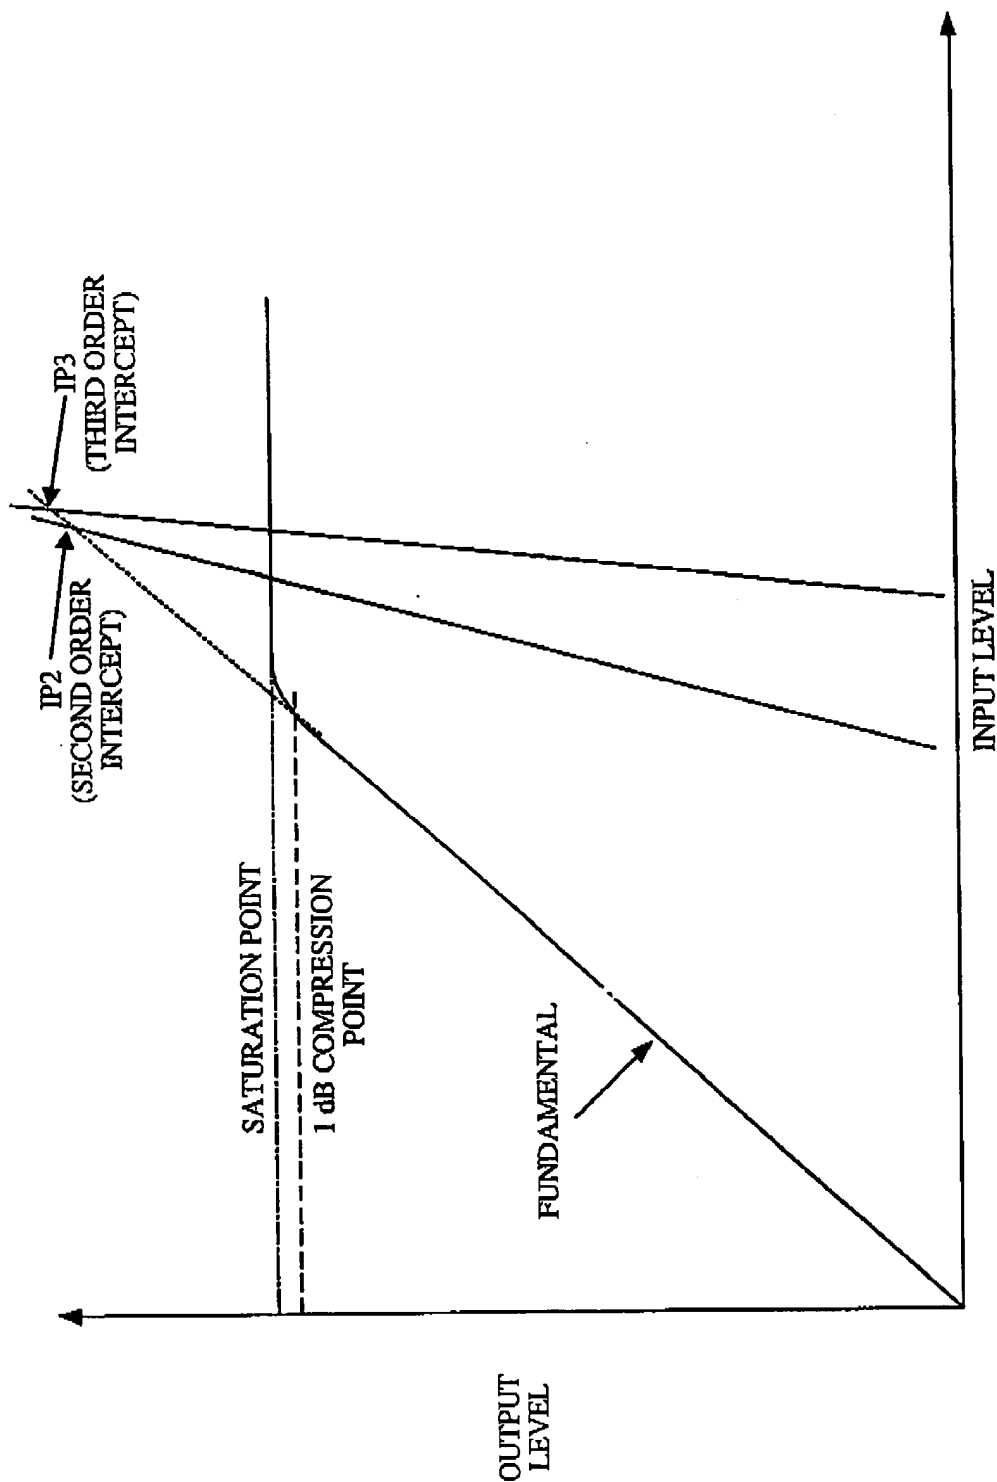 IP2
(SECOND ORDER
INTERCEPT)
IP3
(THIRD ORDER
INTERCEPT)
SATURATION POINT
1 dB COMPRESSION
POINT
FUNDAMENTAL
OUTPUT
LEVEL
INPUT LEVEL